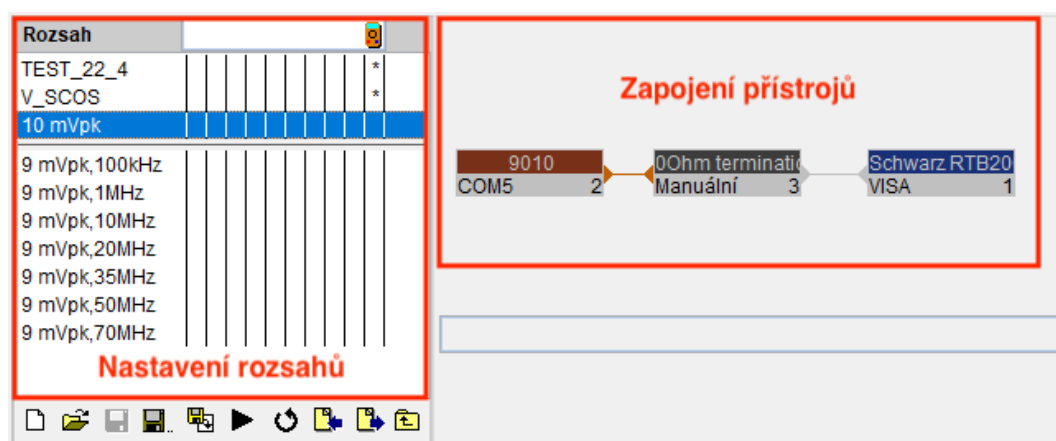 Rozsah
TEST_22_4 *
V_SCOS *
10 mVpk
9 mVpk,100kHz
9 mVpk,1MHz
9 mVpk,10MHz
9 mVpk,20MHz
9 mVpk,35MHz
9 mVpk,50MHz
9 mVpk,70MHz
Nastavení rozsahů
Zapojení přístrojů
9010
COM5 2
0Ohm terminatio
Manuální 3
Schwarz RTB20
VISA 1